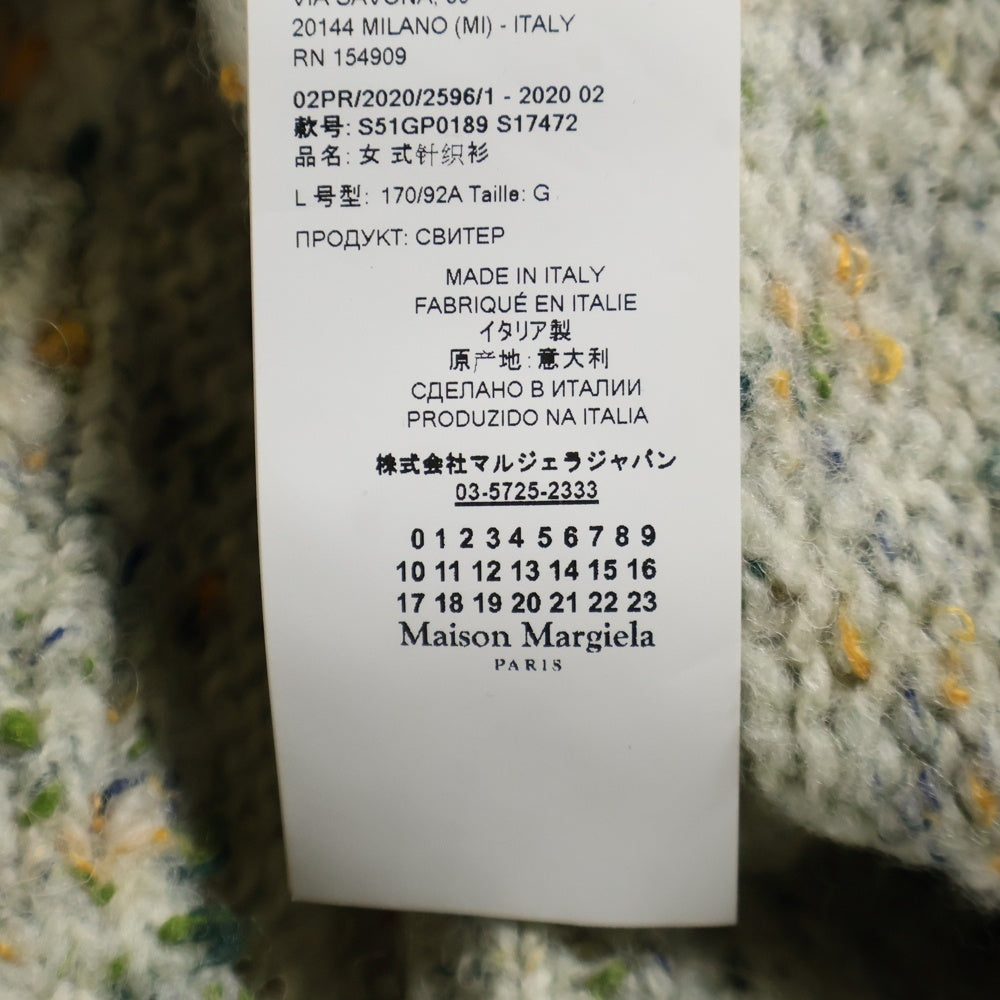 VIA SAVONA,
20144 MILANO (MI) - ITALY
RN 154909
02PR/2020/2596/1 - 2020 02
款号: S51GP0189 S17472
品名: 女 式针织衫
L 号型: 170/92A Taille: G
ПРОДУКТ: СВИТЕР
MADE IN ITALY
FABRIQUÉ EN ITALIE
イタリア製
原产地: 意大利
СДЕЛАНО В ИТАЛИИ
PRODUZIDO NA ITALIA
株式会社マルジェラジャパン
03-5725-2333
0 1 2 3 4 5 6 7 8 9
10 11 12 13 14 15 16
17 18 19 20 21 22 23
Maison Margiela
PARIS